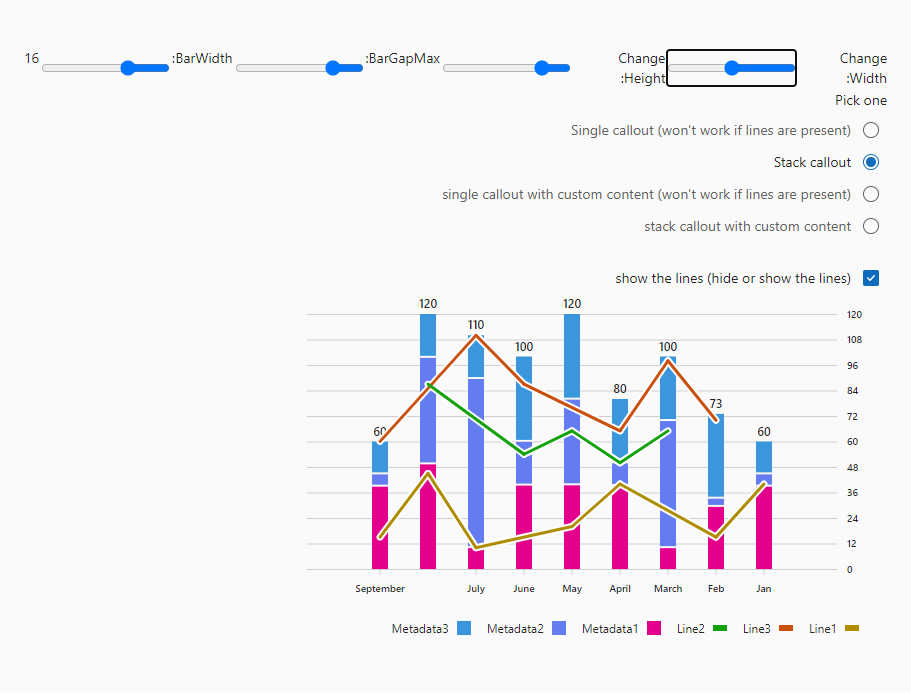 Change :Width
Change :Height
:BarGapMax
:BarWidth
16
Pick one
Single callout (won't work if lines are present)
Stack callout
single callout with custom content (won't work if lines are present)
stack callout with custom content
show the lines (hide or show the lines)
120
120
110
100
100
80
73
60
60
120
108
96
84
72
60
48
36
24
12
0
September
July
June
May
April
March
Feb
Jan
Metadata3
Metadata2
Metadata1
Line2
Line3
Line1